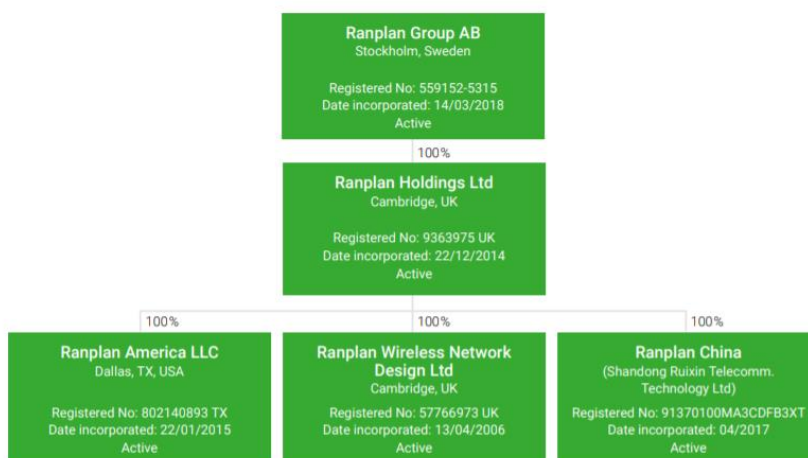 Ranplan Group AB
Stockholm, Sweden
Registered No: 559152-5315
Date incorporated: 14/03/2018
Active
100%
Ranplan Holdings Ltd
Cambridge, UK
Registered No: 9363975 UK
Date incorporated: 22/12/2014
Active
100%
100%
100%
Ranplan America LLC
Dallas, TX, USA
Registered No: 802140893 TX
Date incorporated: 22/01/2015
Active
Ranplan Wireless Network
Design Ltd
Cambridge, UK
Registered No: 57766973 UK
Date incorporated: 13/04/2006
Active
Ranplan China
(Shandong Ruixin Telecomm.
Technology Ltd)
Registered No: 91370100MA3CDFB3XT
Date incorporated: 04/2017
Active